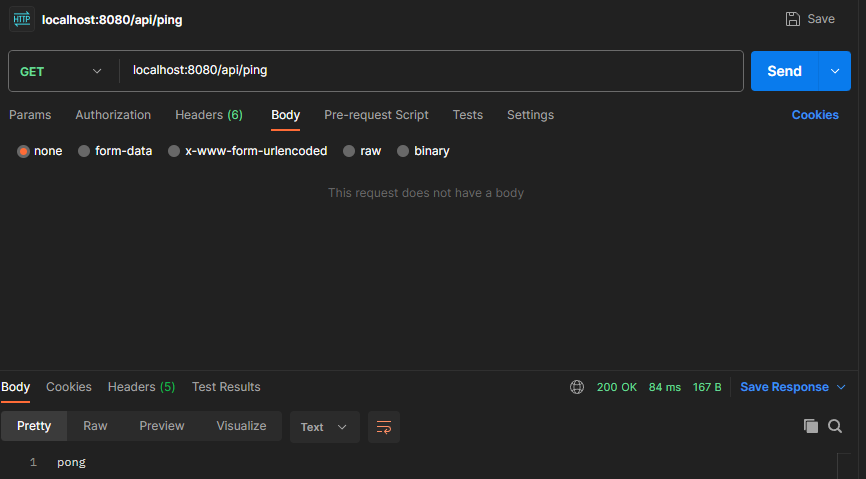 HTTP localhost:8080/api/ping Save
GET localhost:8080/api/ping Send
Params Authorization Headers (6) Body Pre-request Script Tests Settings Cookies
none form-data x-www-form-urlencoded raw binary
This request does not have a body
Body Cookies Headers (5) Test Results 200 OK 84 ms 167 B Save Response
Pretty Raw Preview Visualize Text
1 pong